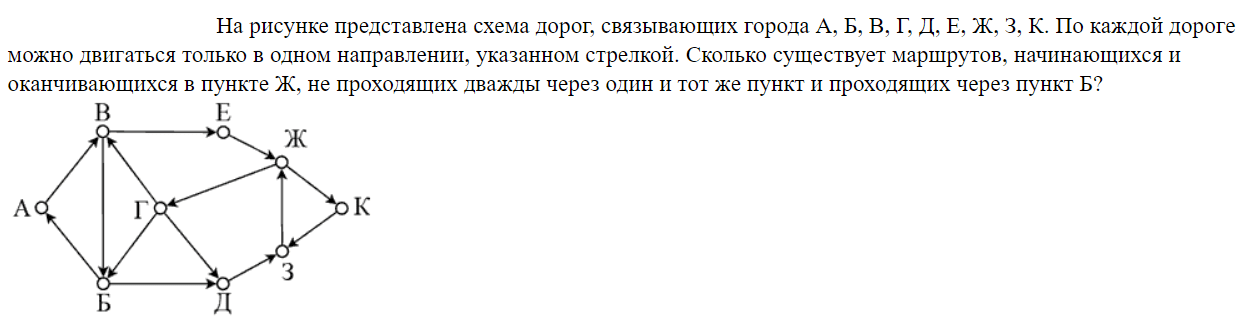 На рисунке представлена схема дорог, связывающих города А, Б, В, Г, Д, Е, Ж, З, К. По каждой дороге
можно двигаться только в одном направлении, указанном стрелкой. Сколько существует маршрутов, начинающихся и
оканчивающихся в пункте Ж, не проходящих дважды через один и тот же пункт и проходящих через пункт Б?
В Е
Ж
А Г К
З
Б Д